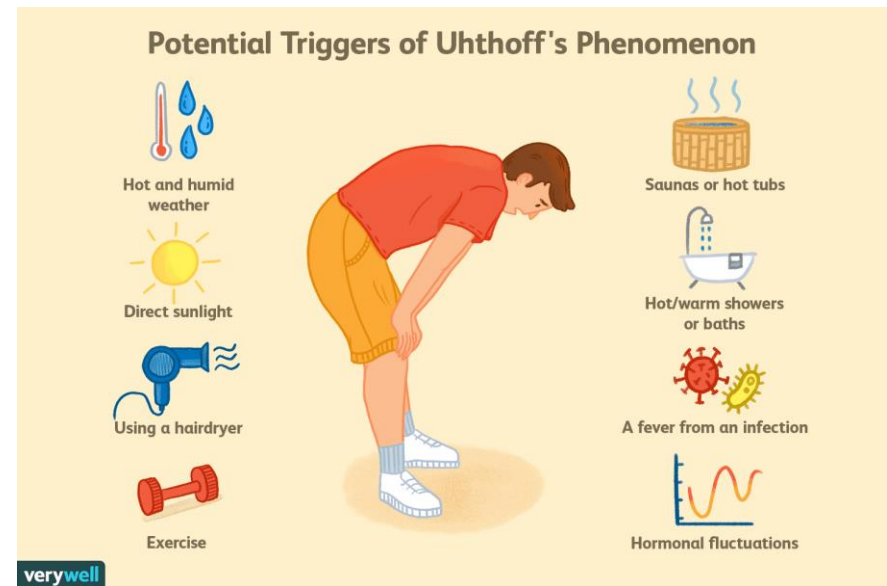 Potential Triggers of Uhthoff's Phenomenon
Hot and humid
weather
Direct sunlight
Using a hairdryer
Exercise
Saunas or hot tubs
Hot/warm showers
or baths
A fever from an infection
Hormonal fluctuations
verywell